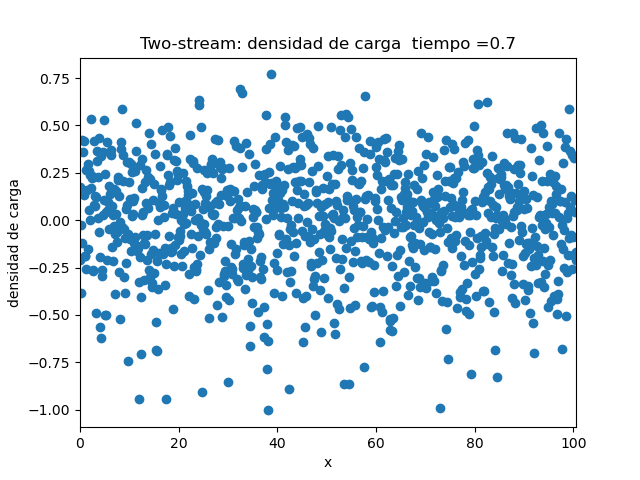 Two-stream: densidad de carga  tiempo =0.7
densidad de carga
0.75
0.50
0.25
0.00
−0.25
−0.50
−0.75
−1.00
0 20 40 60 80 100
x